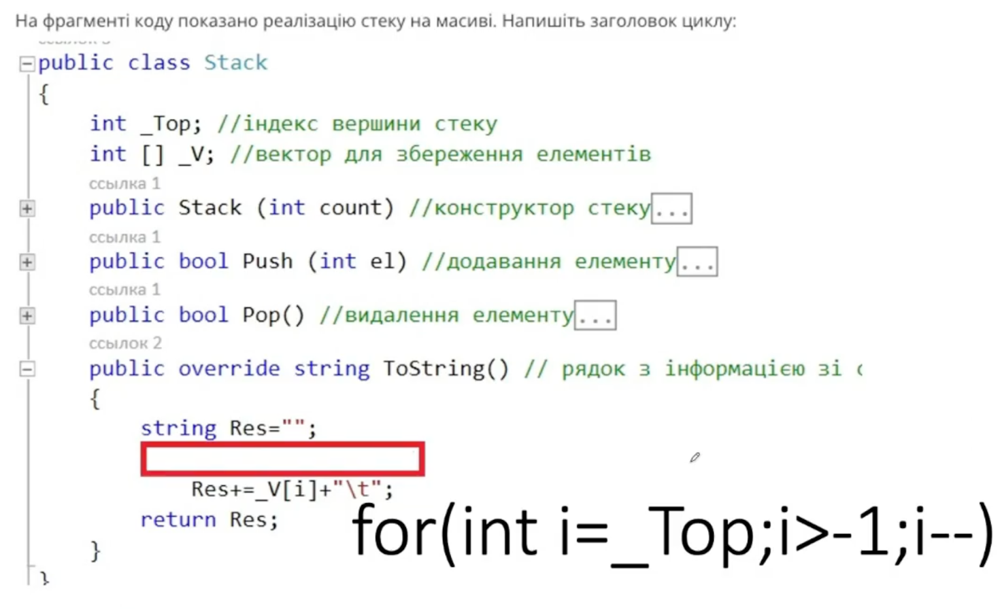 На фрагменті коду показано реалізацію стеку на масиві. Напишіть заголовок циклу:
public class Stack
{
int _Top; //індекс вершини стеку
int [] _V; //вектор для збереження елементів
ссылка 1
public Stack (int count) //конструктор стеку...
ссылка 1
public bool Push (int el) //додавання елементу...
ссылка 1
public bool Pop() //видалення елементу...
ссылок 2
public override string ToString() // рядок з інформацією зі
{
string Res="";
Res+=_V[i]+"\t";
return Res;
for(int i=_Top;i>-1;i--)
}
}